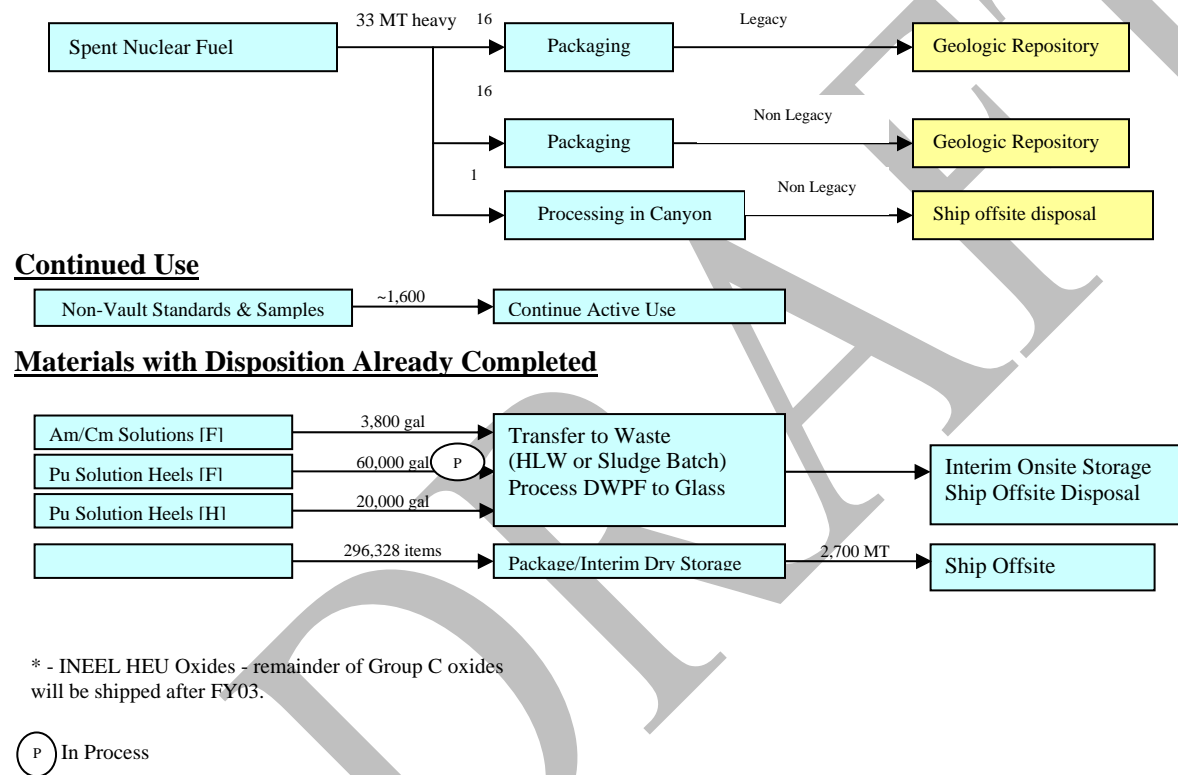 33 MT heavy
16
Legacy
Spent Nuclear Fuel
Packaging
Geologic Repository
16
Non Legacy
Packaging
Geologic Repository
1
Non Legacy
Processing in Canyon
Ship offsite disposal
Continued Use
Non-Vault Standards & Samples
~1,600
Continue Active Use
Materials with Disposition Already Completed
Am/Cm Solutions [F]
3,800 gal
Pu Solution Heels [F]
60,000 gal
P
Pu Solution Heels [H]
20,000 gal
Transfer to Waste
(HLW or Sludge Batch)
Process DWPF to Glass
Interim Onsite Storage
Ship Offsite Disposal
296,328 items
Package/Interim Dry Storage
2,700 MT
Ship Offsite
* - INEEL HEU Oxides - remainder of Group C oxides
will be shipped after FY03.
P In Process
DRAFT